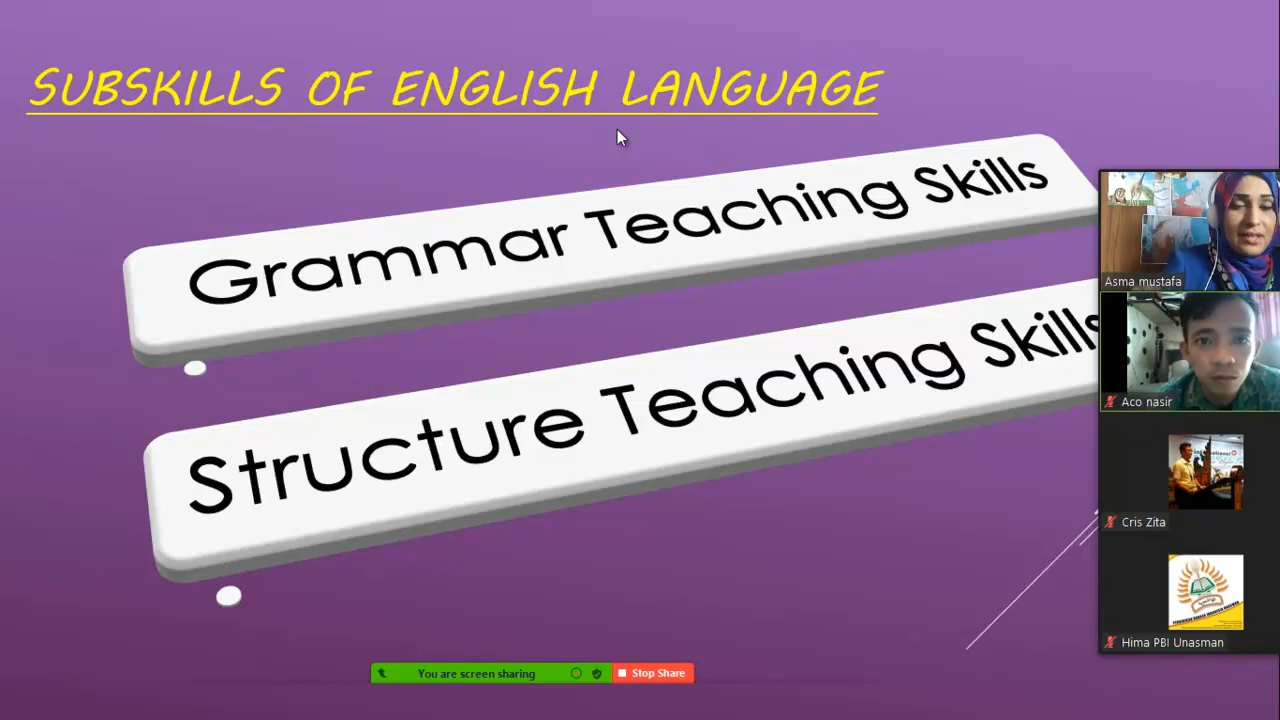 SUBSKILLS OF ENGLISH LANGUAGE
Grammar Teaching Skills
Structure Teaching Skills
Asma mustafa
Aco nasir
Cris Zita
Hima PBI Unasman
You are screen sharing
Stop Share